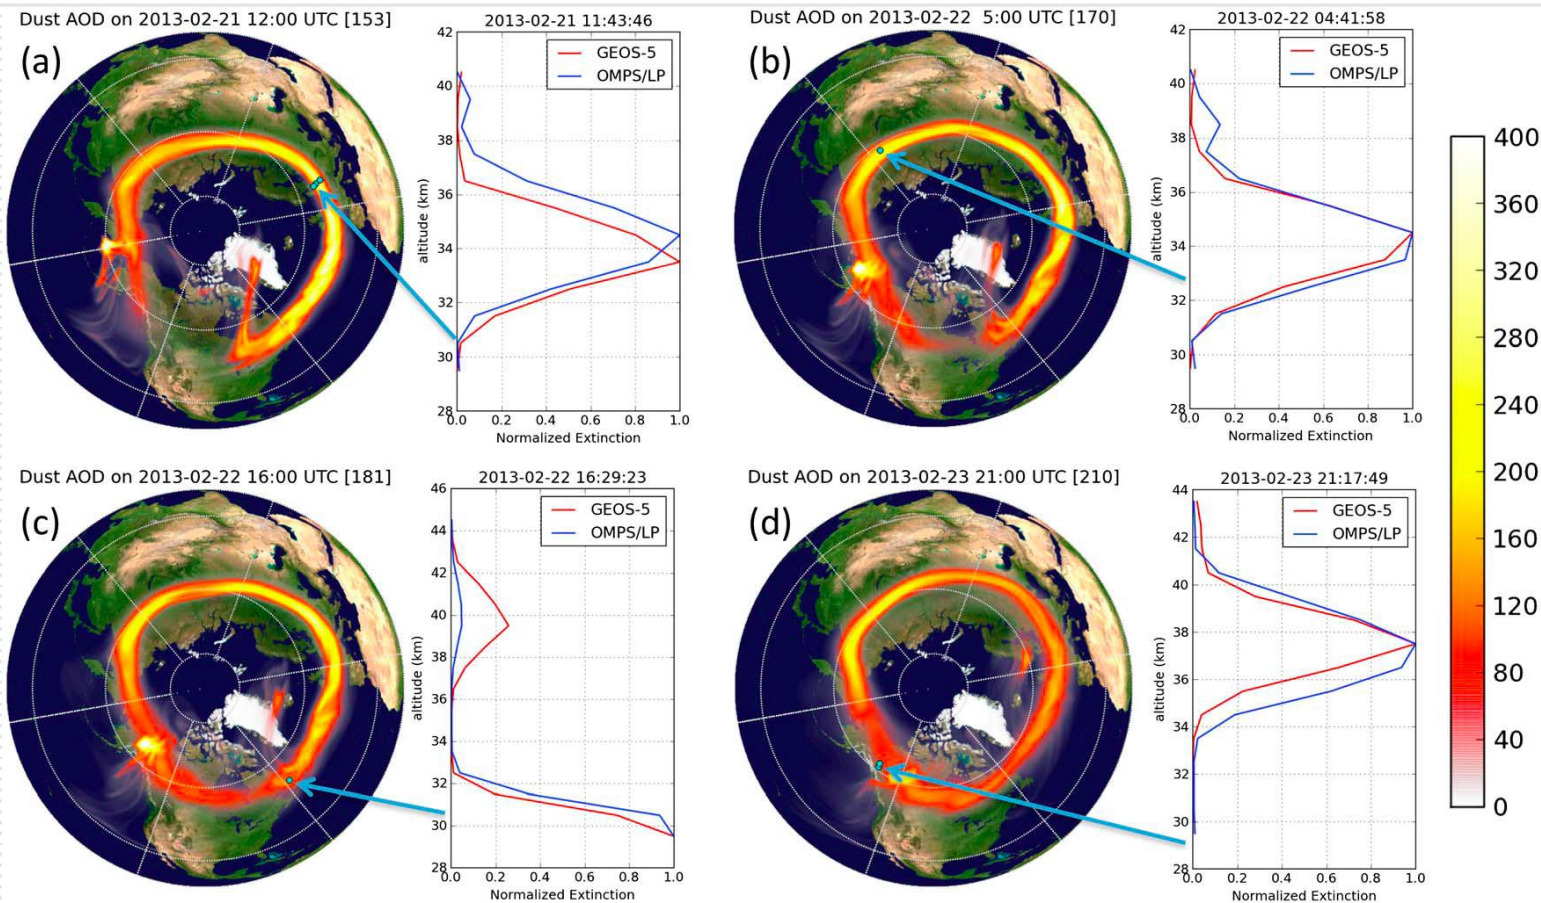 Dust AOD on 2013-02-21 12:00 UTC [153]
(a)
2013-02-21 11:43:46
GEOS-5
OMPS/LP
42
40
38
36
34
32
30
28
altitude (km)
0.0 0.2 0.4 0.6 0.8 1.0
Normalized Extinction
Dust AOD on 2013-02-22 5:00 UTC [170]
(b)
2013-02-22 04:41:58
GEOS-5
OMPS/LP
42
40
38
36
34
32
30
28
altitude (km)
0.0 0.2 0.4 0.6 0.8 1.0
Normalized Extinction
Dust AOD on 2013-02-22 16:00 UTC [181]
(c)
2013-02-22 16:29:23
GEOS-5
OMPS/LP
46
44
42
40
38
36
34
32
30
28
altitude (km)
0.0 0.2 0.4 0.6 0.8 1.0
Normalized Extinction
Dust AOD on 2013-02-23 21:00 UTC [210]
(d)
2013-02-23 21:17:49
GEOS-5
OMPS/LP
44
42
40
38
36
34
32
30
28
altitude (km)
0.0 0.2 0.4 0.6 0.8 1.0
Normalized Extinction
400
360
320
280
240
200
160
120
80
40
0